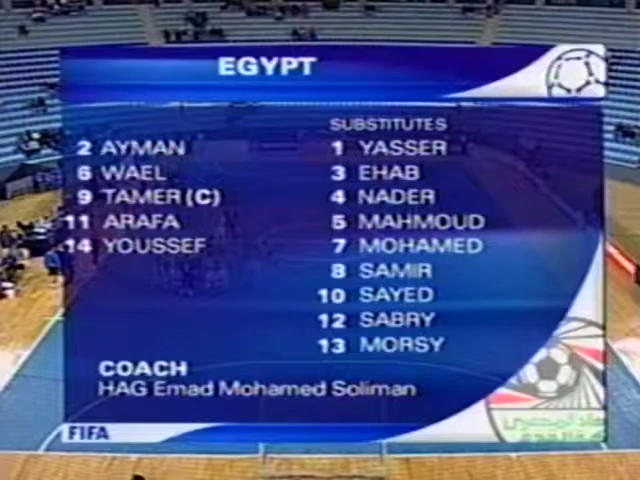 EGYPT
2 AYMAN
6 WAEL
9 TAMER (C)
11 ARAFA
14 YOUSSEF
SUBSTITUTES
1 YASSER
3 EHAB
4 NADER
5 MAHMOUD
7 MOHAMED
8 SAMIR
10 SAYED
12 SABRY
13 MORSY
COACH
HAG Emad Mohamed Soliman
FIFA